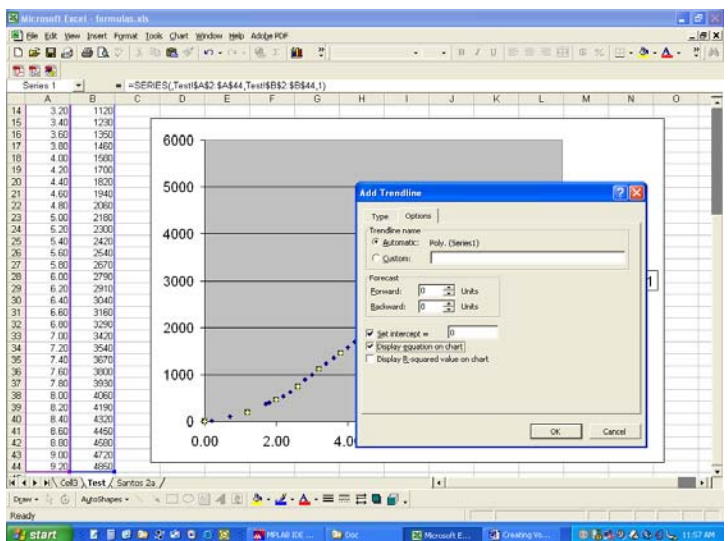 Microsoft Excel - formulas.xls
File Edit View Insert Format Tools Chart Window Help Adobe PDF
Series 1 =SERIES(,Test!$A$2:$A$44,Test!$B$2:$B$44,1)
A B C D E F G H I J K L M N O
14 3.20 1120
15 3.40 1230
16 3.60 1350
17 3.80 1460
18 4.00 1580
19 4.20 1700
20 4.40 1820
21 4.60 1940
22 4.80 2060
23 5.00 2180
24 5.20 2300
25 5.40 2420
26 5.60 2540
27 5.80 2670
28 6.00 2790
29 6.20 2910
30 6.40 3040
31 6.60 3160
32 6.80 3290
33 7.00 3420
34 7.20 3540
35 7.40 3670
36 7.60 3800
37 7.80 3930
38 8.00 4060
39 8.20 4190
40 8.40 4320
41 8.60 4450
42 8.80 4580
43 9.00 4720
44 9.20 4850
6000
5000
4000
3000
2000
1000
0
0.00 2.00 4.0
1
Add Trendline
Type Options
Trendline name
Automatic: Poly. (Series1)
Custom:
Forecast
Forward: 0 Units
Backward: 0 Units
Set intercept = 0
Display equation on chart
Display R-squared value on chart
OK Cancel
Cell3 Test Santos 2a
Draw AutoShapes
Ready
start MPLAB IDE ... Doc Microsoft E... Creating Vo... 11:57 AM